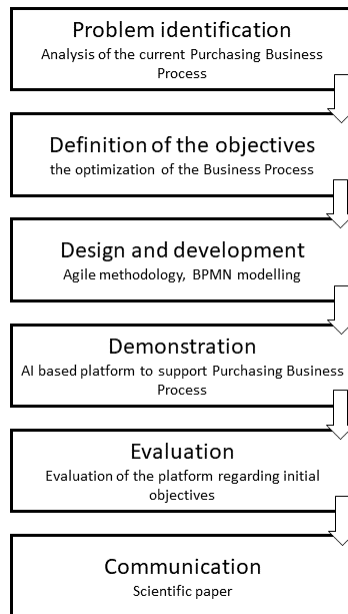 Problem identification
Analysis of the current Purchasing Business
Process
Definition of the objectives
the optimization of the Business Process
Design and development
Agile methodology, BPMN modelling
Demonstration
AI based platform to support Purchasing Business
Process
Evaluation
Evaluation of the platform regarding initial
objectives
Communication
Scientific paper